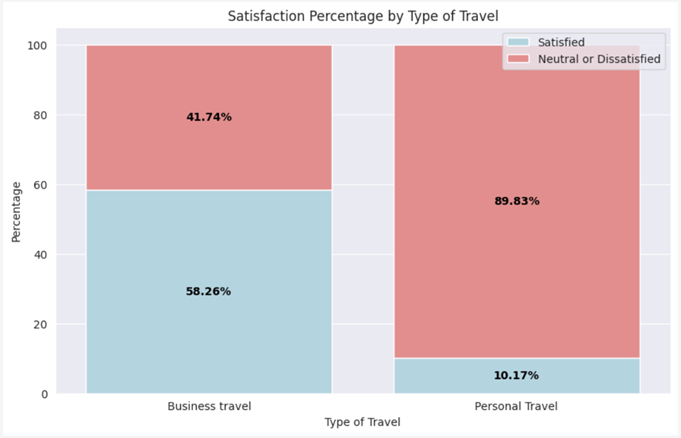 Satisfaction Percentage by Type of Travel
Satisfied
Neutral or Dissatisfied
Percentage
100
80
60
40
20
0
41.74%
58.26%
89.83%
10.17%
Business travel
Personal Travel
Type of Travel